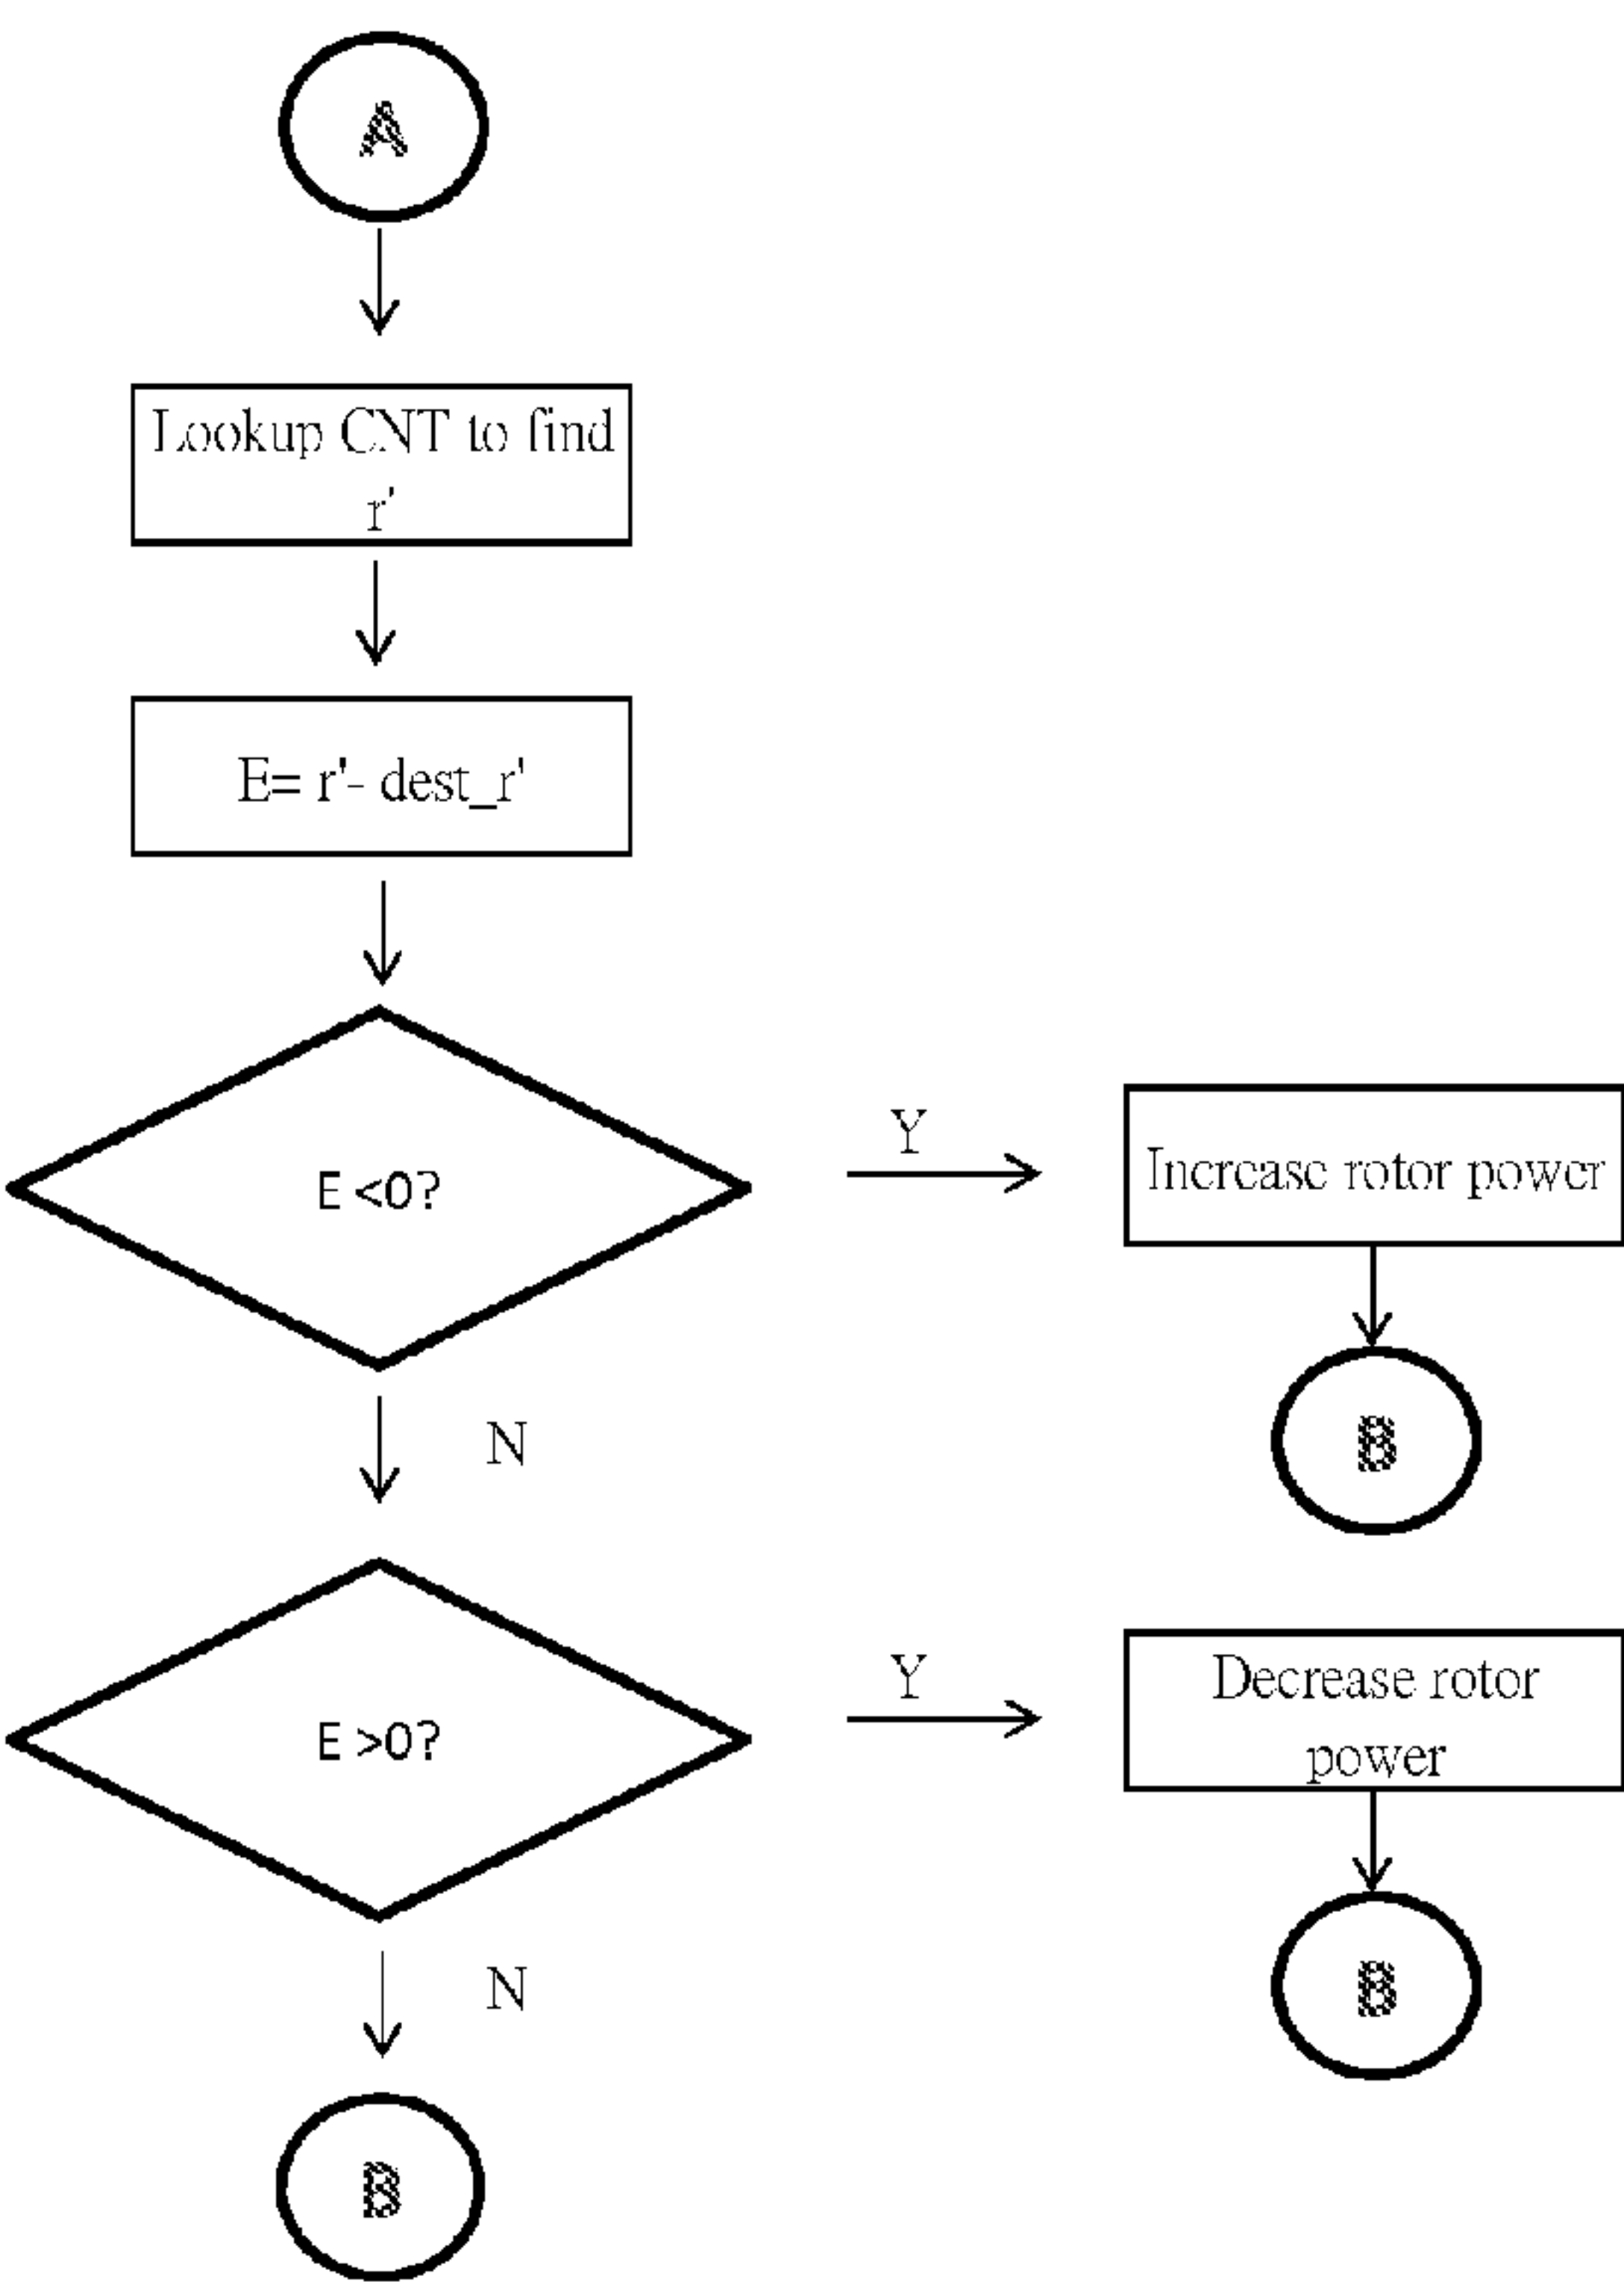 A
Lookup CNT to find
r'
E= r'- dest_r'
E <0?
Y
Increase rotor power
B
N
E >0?
Y
Decrease rotor
power
B
N
B